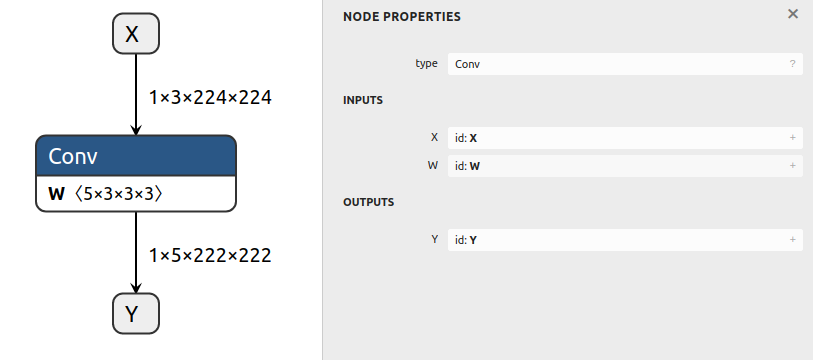 X
1×3×224×224
Conv
W 〈5×3×3×3〉
1×5×222×222
Y
NODE PROPERTIES ×
type Conv ?
INPUTS
X id: X +
W id: W +
OUTPUTS
Y id: Y +